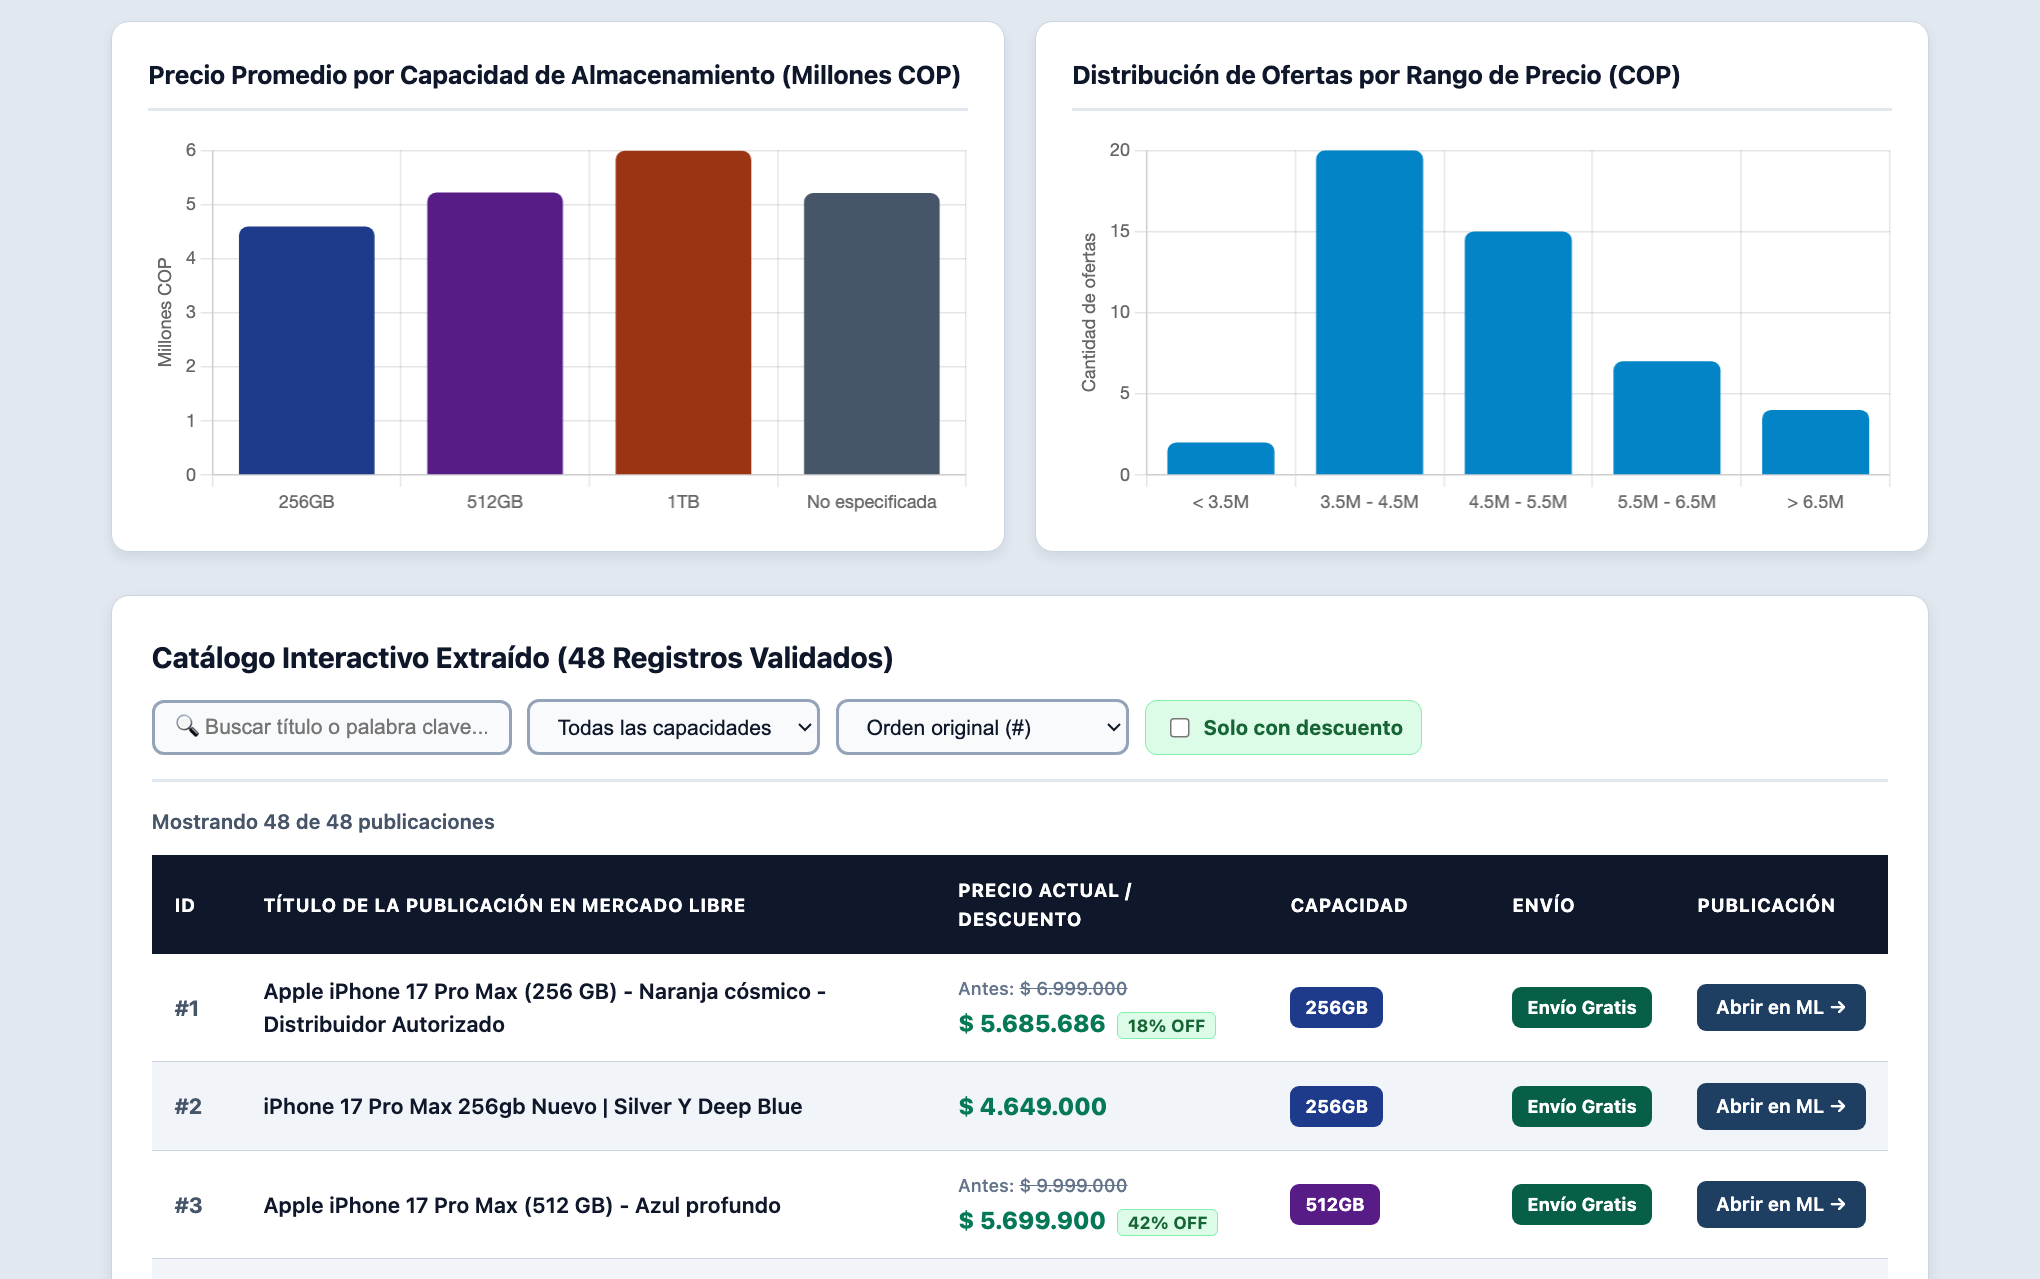 Precio Promedio por Capacidad de Almacenamiento (Millones COP)
6
5
4
3
2
1
0
Millones COP
256GB
512GB
1TB
No especificada
Distribución de Ofertas por Rango de Precio (COP)
20
15
10
5
0
Cantidad de ofertas
< 3.5M
3.5M - 4.5M
4.5M - 5.5M
5.5M - 6.5M
> 6.5M
Catálogo Interactivo Extraído (48 Registros Validados)
🔍 Buscar título o palabra clave...
Todas las capacidades
Orden original (#)
Solo con descuento
Mostrando 48 de 48 publicaciones
ID
TÍTULO DE LA PUBLICACIÓN EN MERCADO LIBRE
PRECIO ACTUAL /
DESCUENTO
CAPACIDAD
ENVÍO
PUBLICACIÓN
#1
Apple iPhone 17 Pro Max (256 GB) - Naranja cósmico -
Distribuidor Autorizado
Antes: $ 6.999.000
$ 5.685.686 18% OFF
256GB
Envío Gratis
Abrir en ML →
#2
iPhone 17 Pro Max 256gb Nuevo | Silver Y Deep Blue
$ 4.649.000
256GB
Envío Gratis
Abrir en ML →
#3
Apple iPhone 17 Pro Max (512 GB) - Azul profundo
Antes: $ 9.999.000
$ 5.699.900 42% OFF
512GB
Envío Gratis
Abrir en ML →